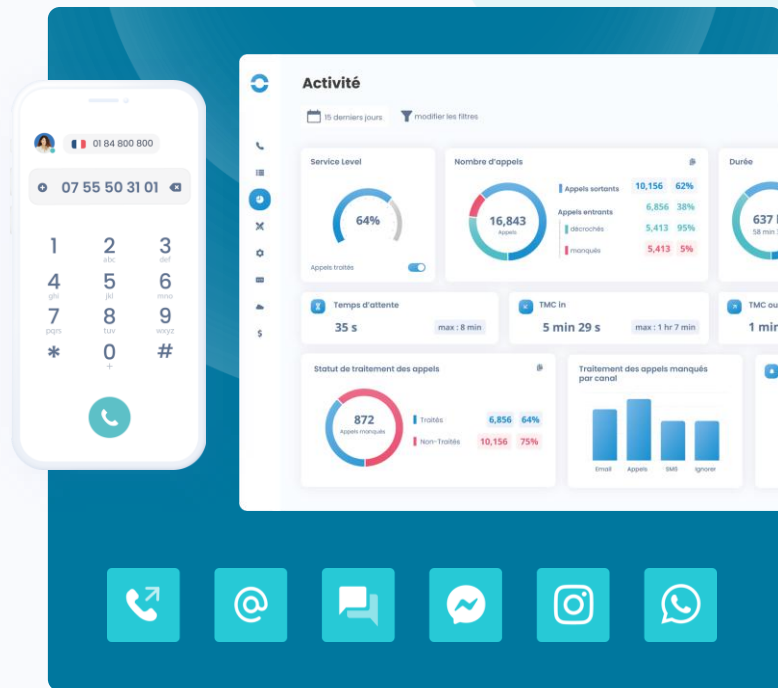 01 84 800 800
07 55 50 31 01
1
2
abc
3
def
4
ghi
5
jkl
6
mno
7
pqrs
8
tuv
9
wxyz
*
0
+
#
Activité
15 derniers jours
modifier les filtres
Service Level
64%
Appels traités
Nombre d'appels
16,843
Appels
Appels sortants 10,156 62%
Appels entrants 6,856 38%
décrochés 5,413 95%
manqués 5,413 5%
Durée
637
58 min
Temps d'attente
35 s
max : 8 min
TMC in
5 min 29 s
max : 1 hr 7 min
TMC ou
1 min
Statut de traitement des appels
872
Appels manqués
Traités 6,856 64%
Non-Traités 10,156 75%
Traitement des appels manqués
par canal
Email Appels SMS Ignorer